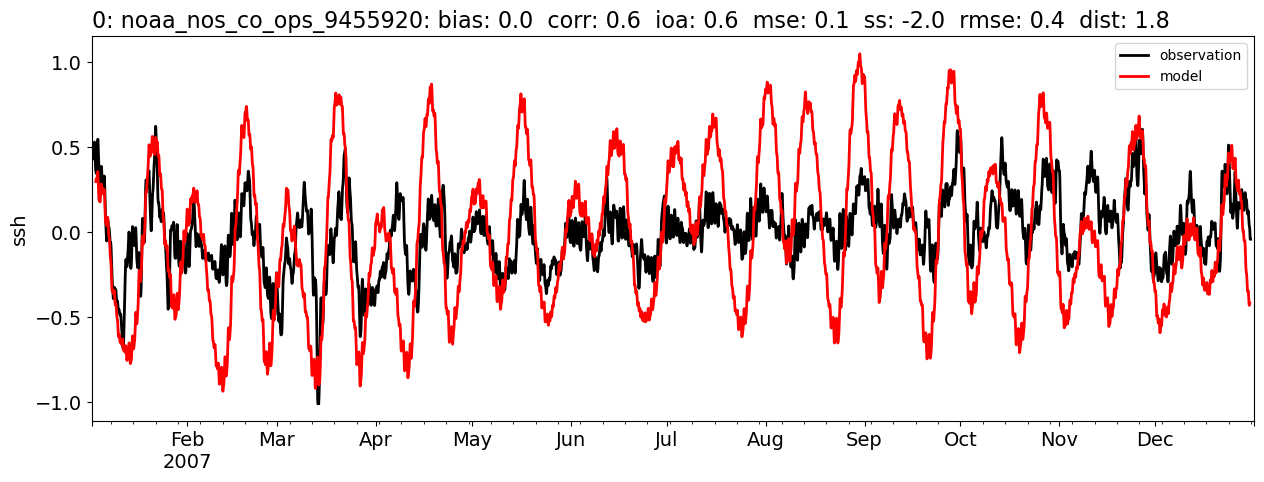 0: noaa_nos_co_ops_9455920: bias: 0.0  corr: 0.6  ioa: 0.6  mse: 0.1  ss: -2.0  rmse: 0.4  dist: 1.8
observation
model
1.0
0.5
0.0
−0.5
−1.0
ssh
Feb Mar Apr May Jun Jul Aug Sep Oct Nov Dec
2007